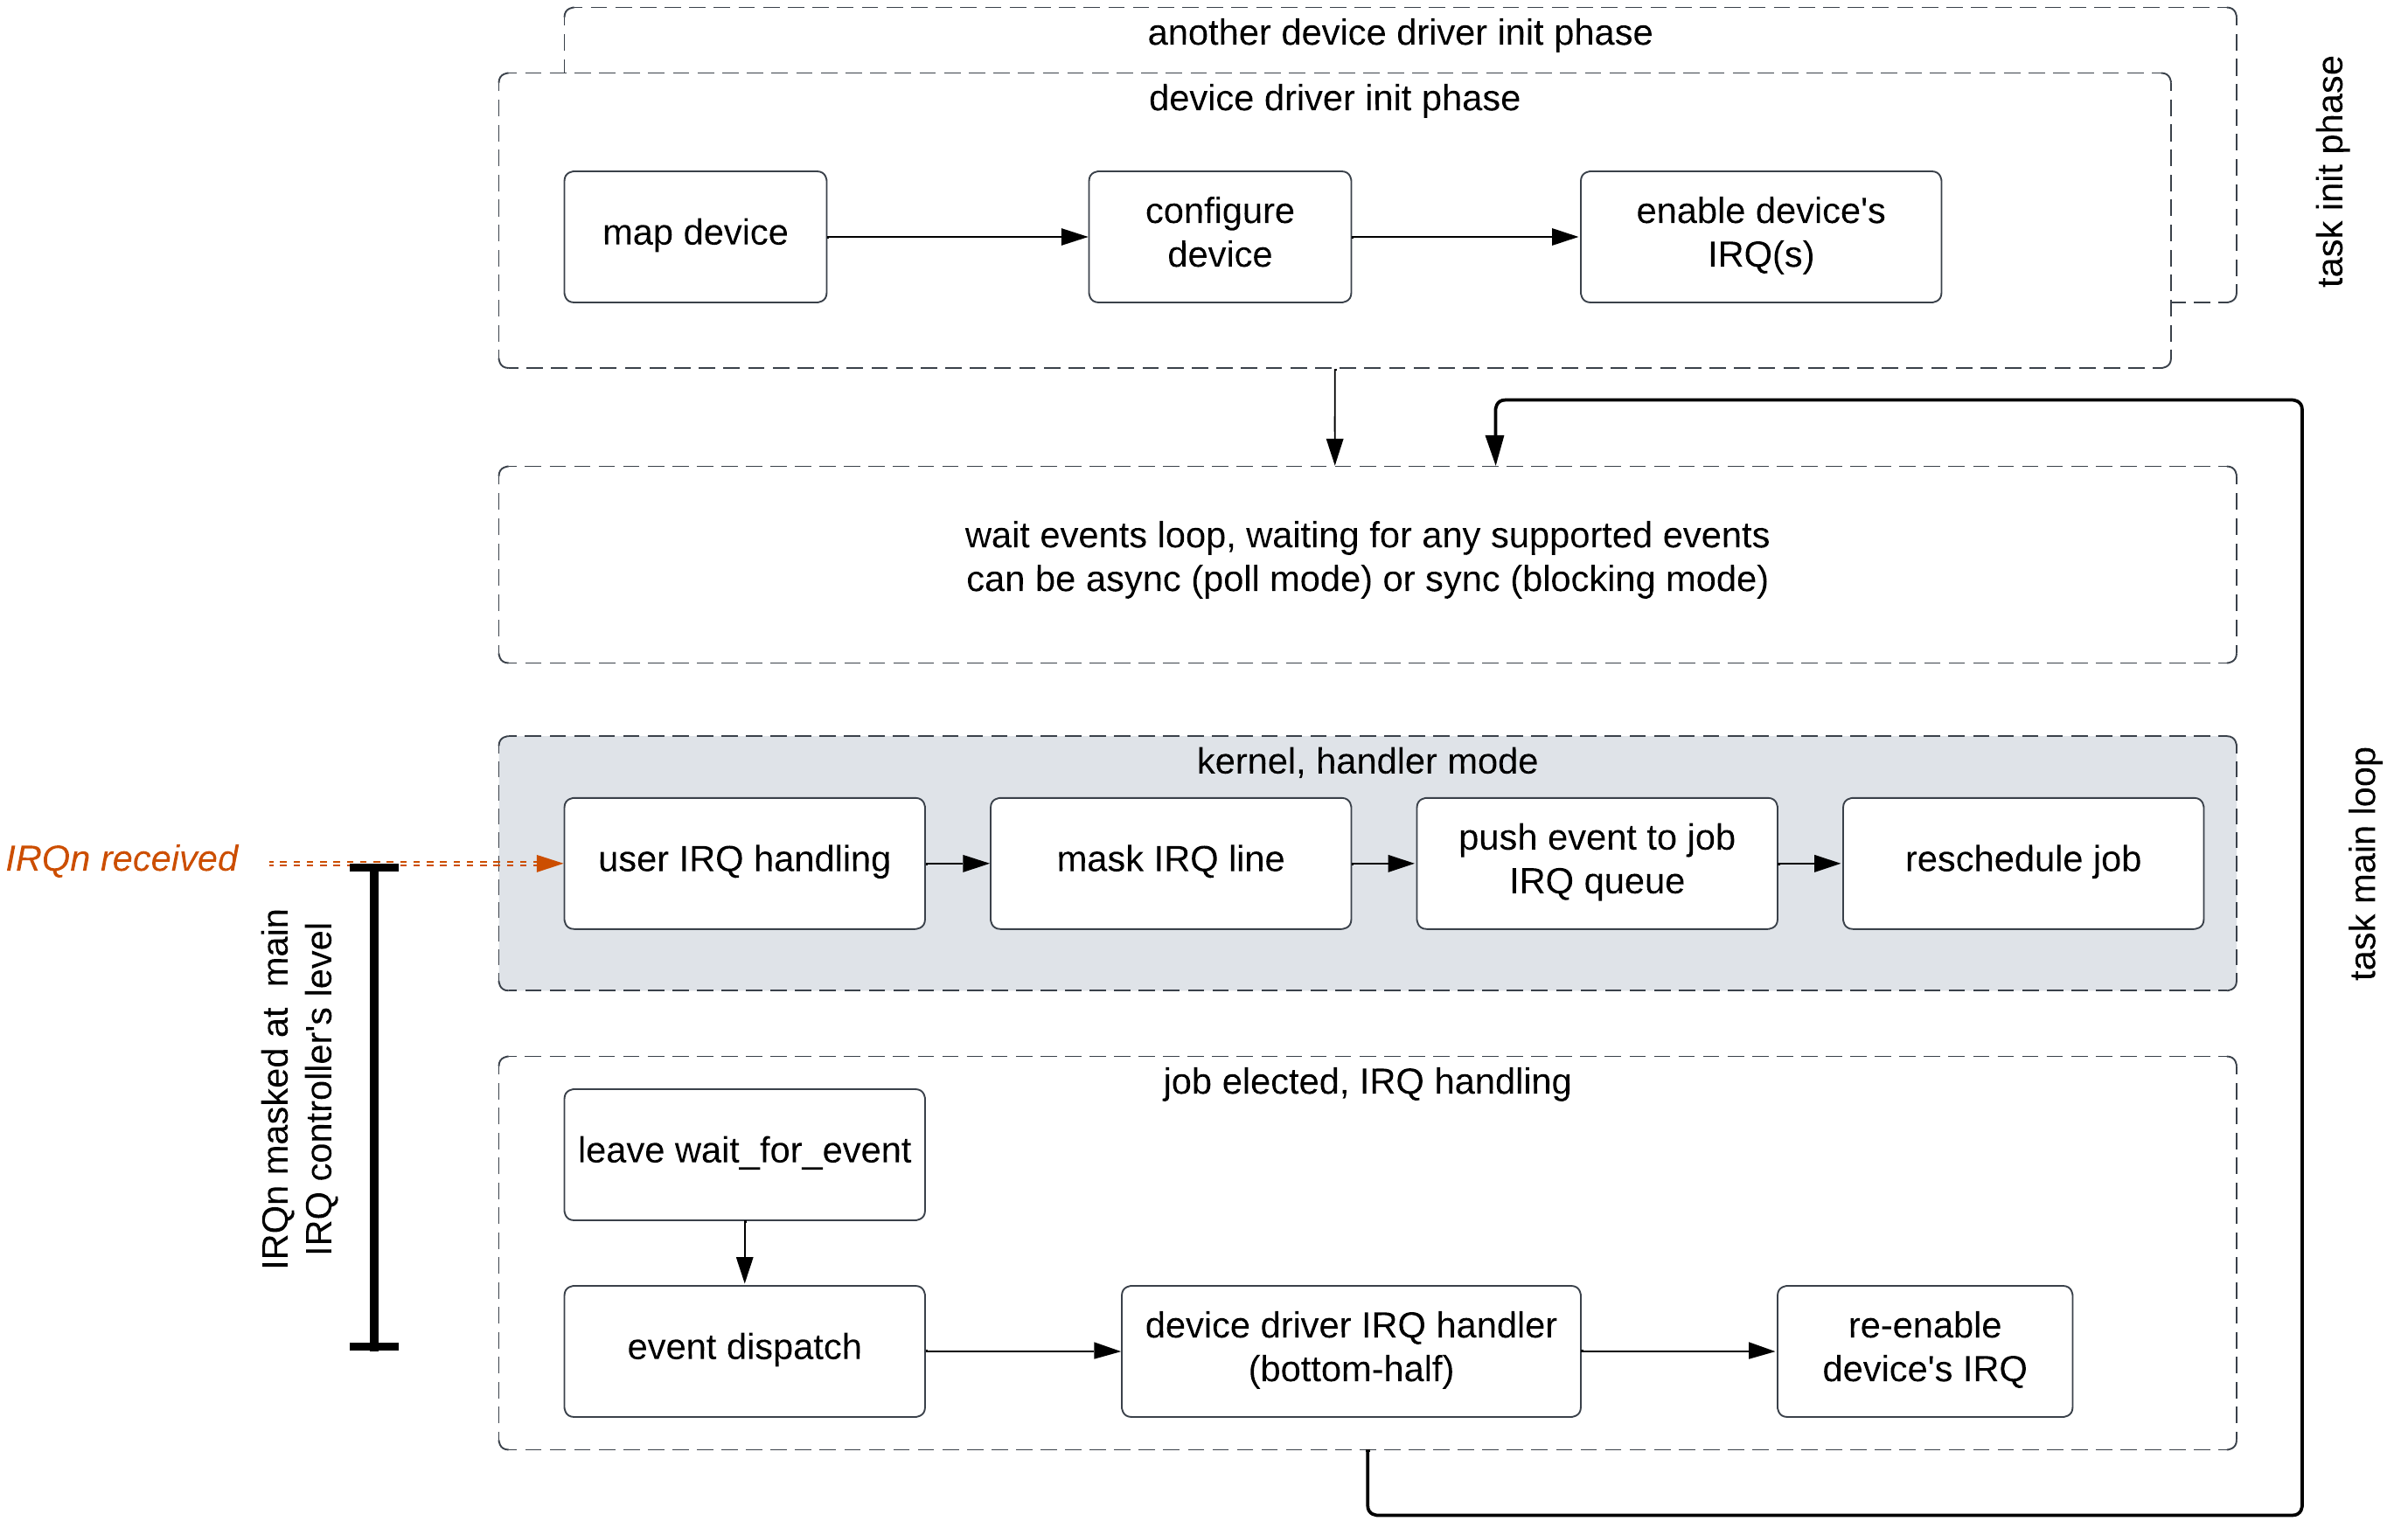 another device driver init phase
device driver init phase
map device
configure
device
enable device's
IRQ(s)
task init phase
wait events loop, waiting for any supported events
can be async (poll mode) or sync (blocking mode)
kernel, handler mode
IRQn received
user IRQ handling
mask IRQ line
push event to job
IRQ queue
reschedule job
task main loop
IRQn masked at  main
IRQ controller's level
job elected, IRQ handling
leave wait_for_event
event dispatch
device driver IRQ handler
(bottom-half)
re-enable
device's IRQ